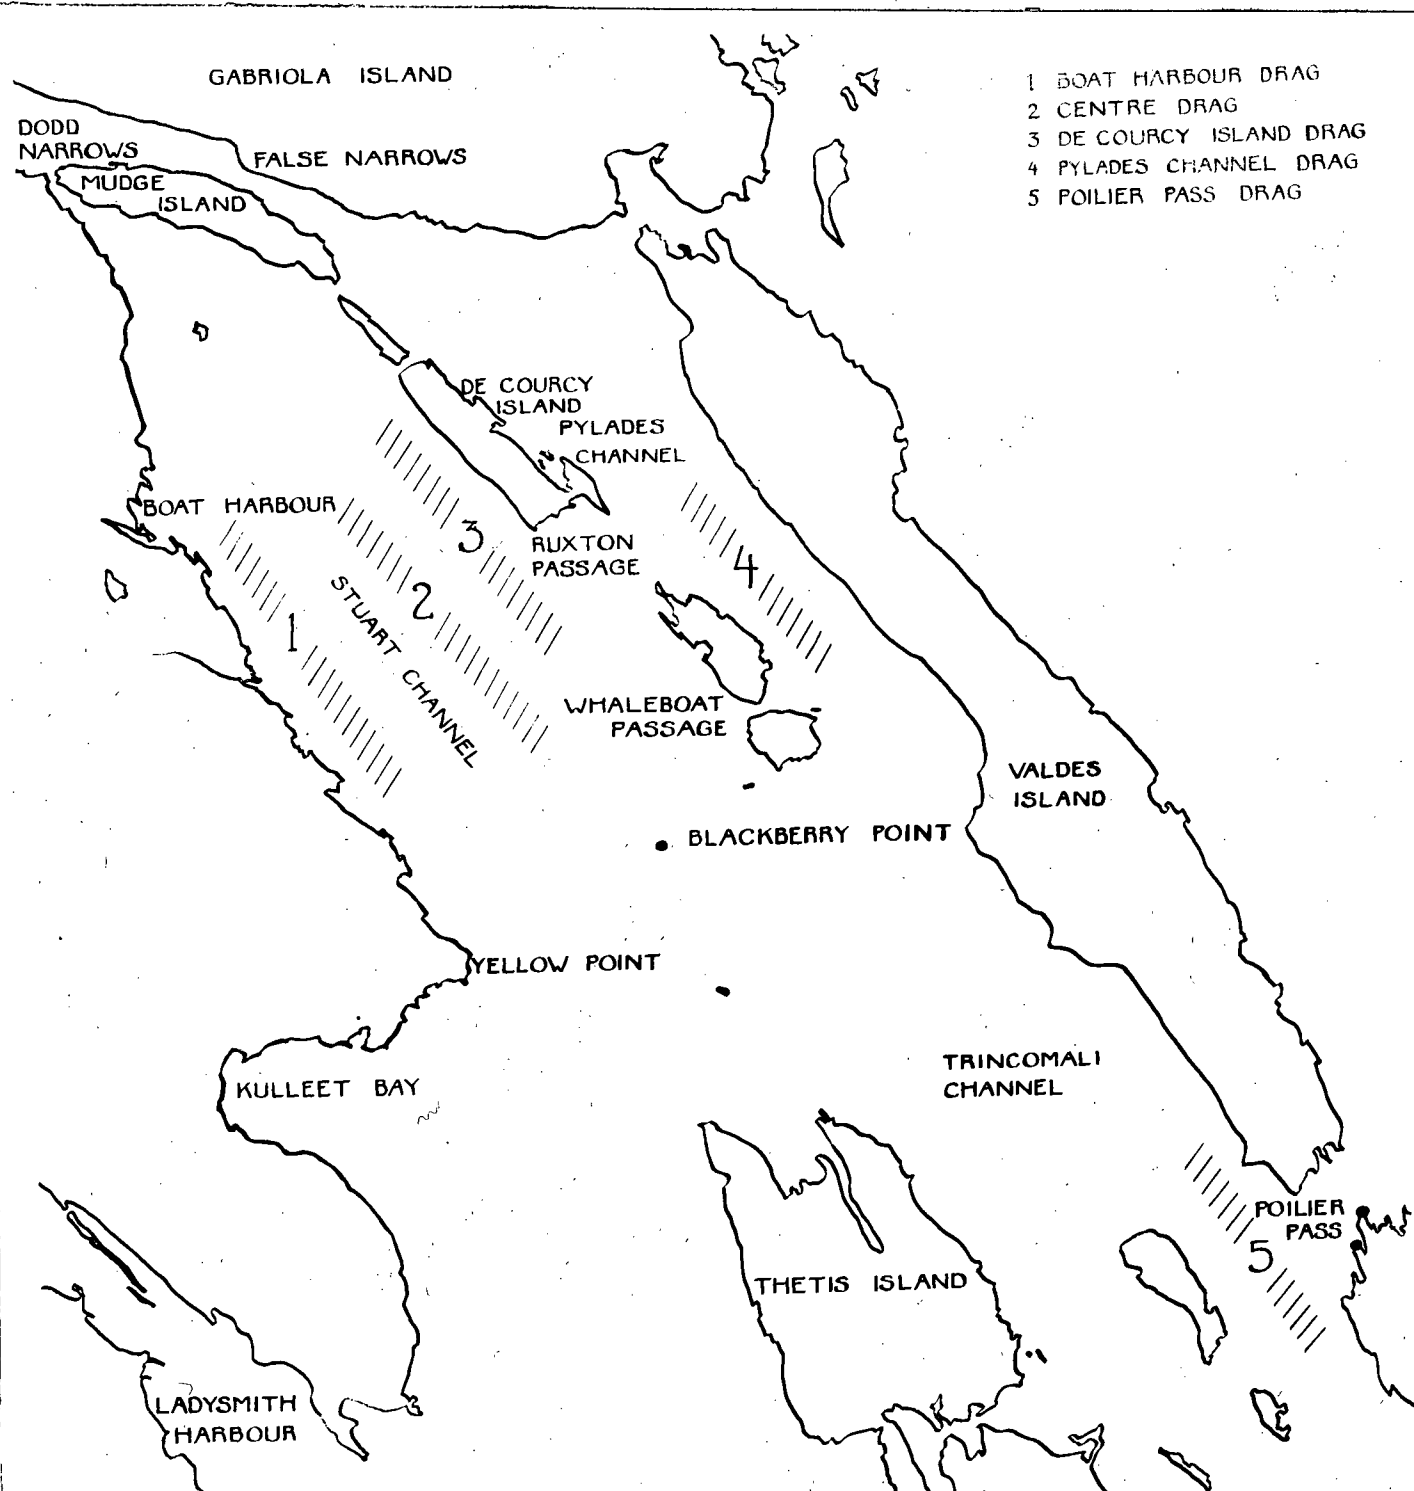 GABRIOLA ISLAND
1 BOAT HARBOUR DRAG
2 CENTRE DRAG
3 DE COURCY ISLAND DRAG
4 PYLADES CHANNEL DRAG
5 POILIER PASS DRAG
DODD
NARROWS
FALSE NARROWS
MUDGE
ISLAND
DE COURCY
ISLAND
PYLADES
CHANNEL
BOAT HARBOUR
3
RUXTON
PASSAGE
4
2
1
STUART CHANNEL
WHALEBOAT
PASSAGE
VALDES
ISLAND
BLACKBERRY POINT
YELLOW POINT
TRINCOMALI
CHANNEL
KULLEET BAY
POILIER
PASS
5
THETIS ISLAND
LADYSMITH
HARBOUR